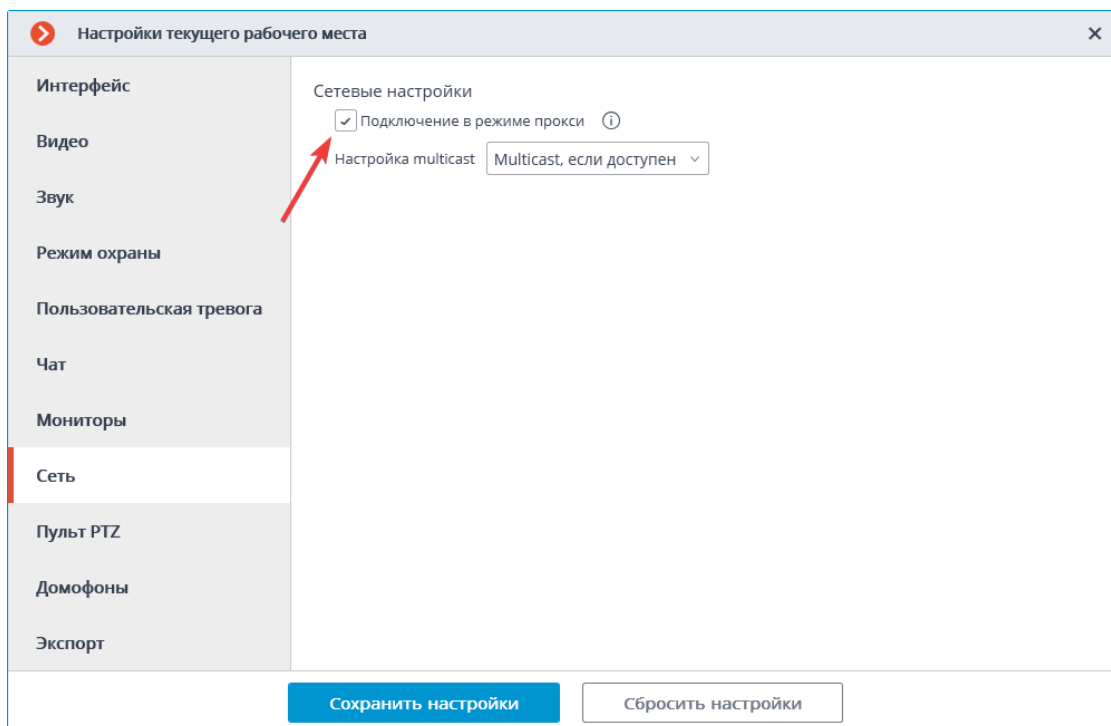 Настройки текущего рабочего места
Интерфейс
Видео
Звук
Режим охраны
Пользовательская тревога
Чат
Мониторы
Сеть
Пульт PTZ
Домофоны
Экспорт
Сетевые настройки
Подключение в режиме прокси
Настройка multicast Multicast, если доступен
Сохранить настройки Сбросить настройки